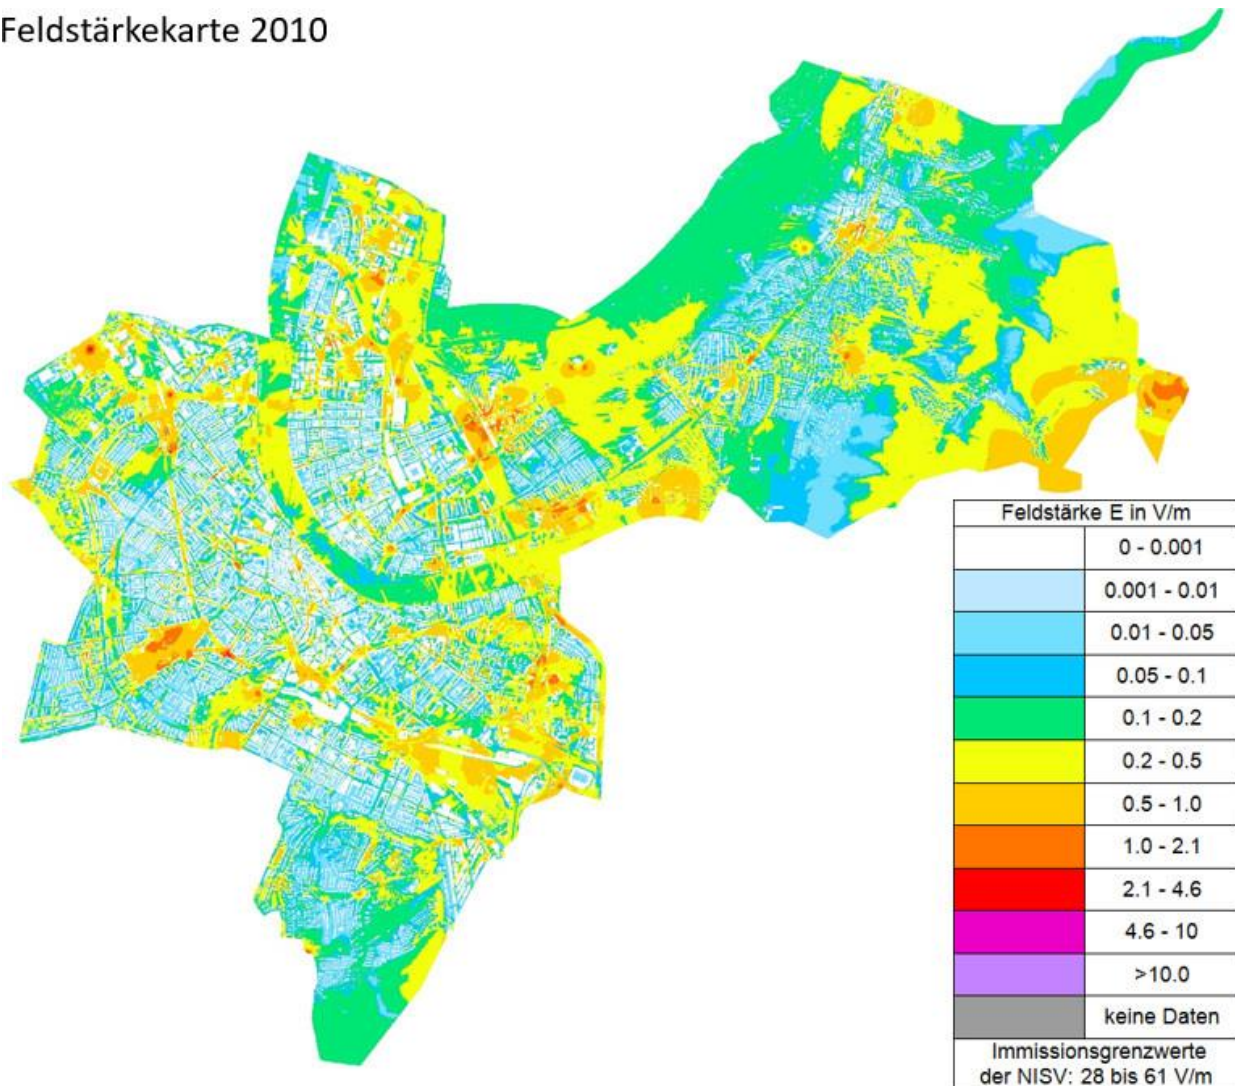 Feldstärkekarte 2010
Feldstärke E in V/m
0 - 0.001
0.001 - 0.01
0.01 - 0.05
0.05 - 0.1
0.1 - 0.2
0.2 - 0.5
0.5 - 1.0
1.0 - 2.1
2.1 - 4.6
4.6 - 10
>10.0
keine Daten
Immissionsgrenzwerte
der NISV: 28 bis 61 V/m